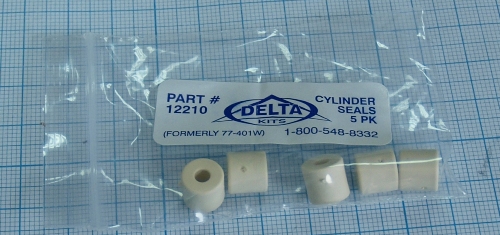 PART # 12210
DELTA KITS
CYLINDER SEALS 5 PK
(FORMERLY 77-401W) 1-800-548-8332